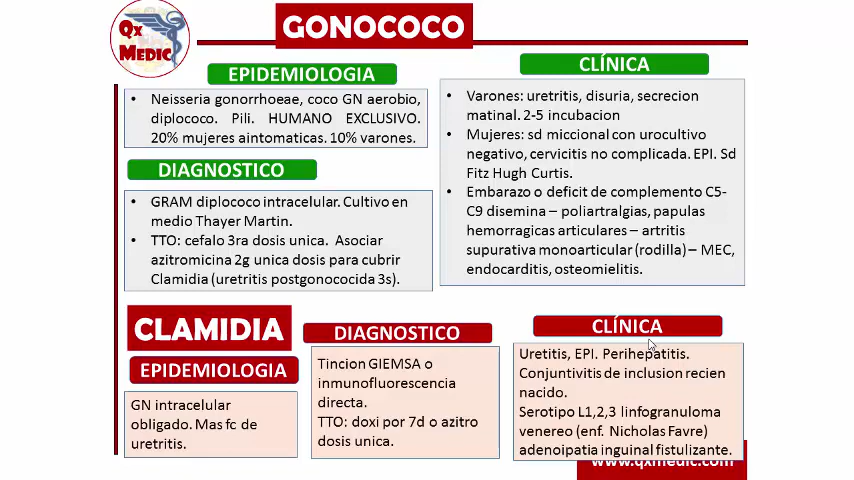 Qx
MEDIC
GONOCOCO
EPIDEMIOLOGIA
• Neisseria gonorrhoeae, coco GN aerobio,
diplococo. Pili. HUMANO EXCLUSIVO.
20% mujeres aintomaticas. 10% varones.
DIAGNOSTICO
• GRAM diplococo intracelular. Cultivo en
medio Thayer Martin.
• TTO: cefalo 3ra dosis unica. Asociar
azitromicina 2g unica dosis para cubrir
Clamidia (uretritis postgonococida 3s).
CLÍNICA
• Varones: uretritis, disuria, secrecion
matinal. 2-5 incubacion
• Mujeres: sd miccional con urocultivo
negativo, cervicitis no complicada. EPI. Sd
Fitz Hugh Curtis.
• Embarazo o deficit de complemento C5-
C9 disemina – poliartralgias, papulas
hemorragicas articulares – artritis
supurativa monoarticular (rodilla) – MEC,
endocarditis, osteomielitis.
CLAMIDIA
EPIDEMIOLOGIA
GN intracelular
obligado. Mas fc de
uretritis.
DIAGNOSTICO
Tincion GIEMSA o
inmunofluorescencia
directa.
TTO: doxi por 7d o azitro
dosis unica.
CLÍNICA
Uretitis, EPI. Perihepatitis.
Conjuntivitis de inclusion recien
nacido.
Serotipo L1,2,3 linfogranuloma
venereo (enf. Nicholas Favre)
adenoipatia inguinal fistulizante.
www.qxmedic.com